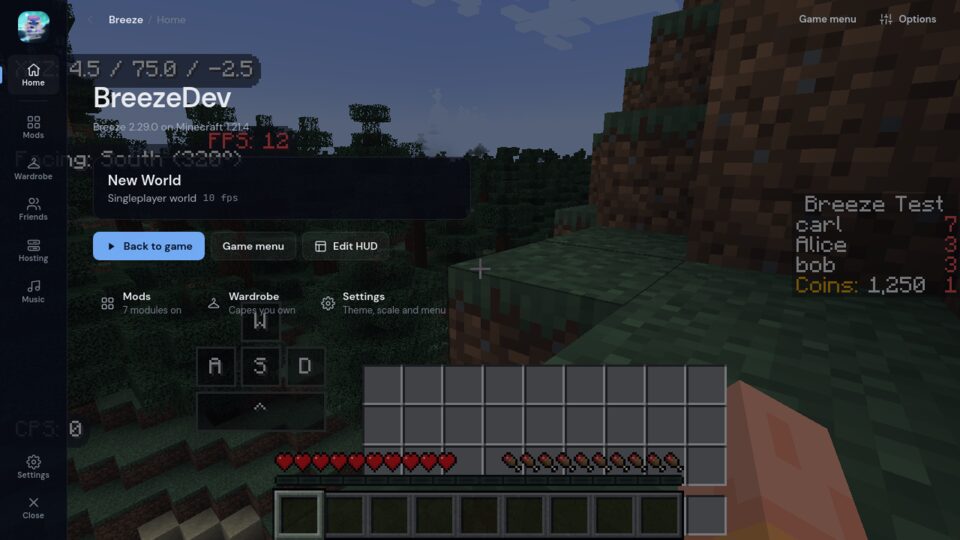 Breeze / Home
Game menu
Options
XYZ: 4.5 / 75.0 / -2.5
Home
BreezeDev
Breeze 2.29.0 on Minecraft 1.21.4
FPS: 12
Facing: South (320°)
Mods
Wardrobe
Friends
Hosting
Music
New World
Singleplayer world 10 fps
Back to game
Game menu
Edit HUD
Mods
7 modules on
Wardrobe
Capes you own
Settings
Theme, scale and menu
Breeze Test
carl 7
Alice 3
bob 3
Coins: 1,250 1
W
A S D
^
CPS: 0
Settings
Close